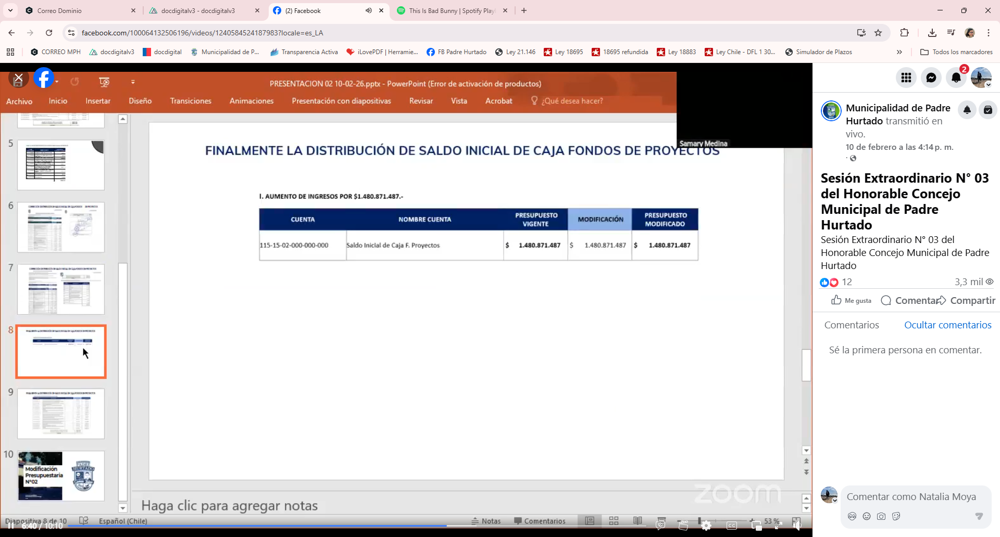 Correo Dominio
docdigitalv3 - docdigitalv3
(2) Facebook
This Is Bad Bunny | Spotify Play
facebook.com/100064132506196/videos/1240584524187983?locale=es_LA
CORREO MPH
docdigitalv3
docdigital
Municipalidad de P...
Transparencia Activa
iLovePDF | Herramie...
FB Padre Hurtado
Ley 21.146
Ley 18695
18695 refundida
Ley 18883
Ley Chile - DFL 1 30...
Simulador de Plazos
Todos los marcadores
PRESENTACION 02 10-02-26.pptx - PowerPoint (Error de activación de productos)
Archivo
Inicio
Insertar
Diseño
Transiciones
Animaciones
Presentación con diapositivas
Revisar
Vista
Acrobat
¿Qué desea hacer?
Samary Medina
5
6
7
8
9
10
Modificación
Presupuestaria
N°02
PADRE
HURTADO
FINALMENTE LA DISTRIBUCIÓN DE SALDO INICIAL DE CAJA FONDOS DE PROYECTOS
I. AUMENTO DE INGRESOS POR $1.480.871.487.-
CUENTA NOMBRE CUENTA PRESUPUESTO VIGENTE MODIFICACIÓN PRESUPUESTO MODIFICADO
115-15-02-000-000-000 Saldo Inicial de Caja F. Proyectos $ 1.480.871.487 $ 1.480.871.487 $ 1.480.871.487
zoom
Haga clic para agregar notas
Diapositiva 8 de 10
Español (Chile)
Notas
Comentarios
53 %
6:40 / 10:10
2
Municipalidad de Padre
Hurtado transmitió en
vivo.
10 de febrero a las 4:14 p. m.
·
Sesión Extraordinario N° 03
del Honorable Concejo
Municipal de Padre
Hurtado
Sesión Extraordinario N° 03 del
Honorable Concejo Municipal de Padre
Hurtado
12
3,3 mil
Me gusta
Comentar
Compartir
Comentarios
Ocultar comentarios
Sé la primera persona en comentar.
Comentar como Natalia Moya